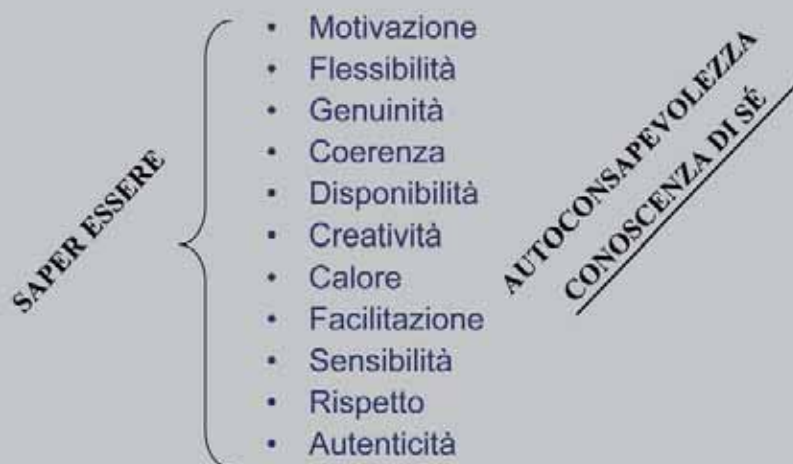 SAPER ESSERE
• Motivazione
• Flessibilità
• Genuinità
• Coerenza
• Disponibilità
• Creatività
• Calore
• Facilitazione
• Sensibilità
• Rispetto
• Autenticità
AUTOCONSAPEVOLEZZA
CONOSCENZA DI SÉ